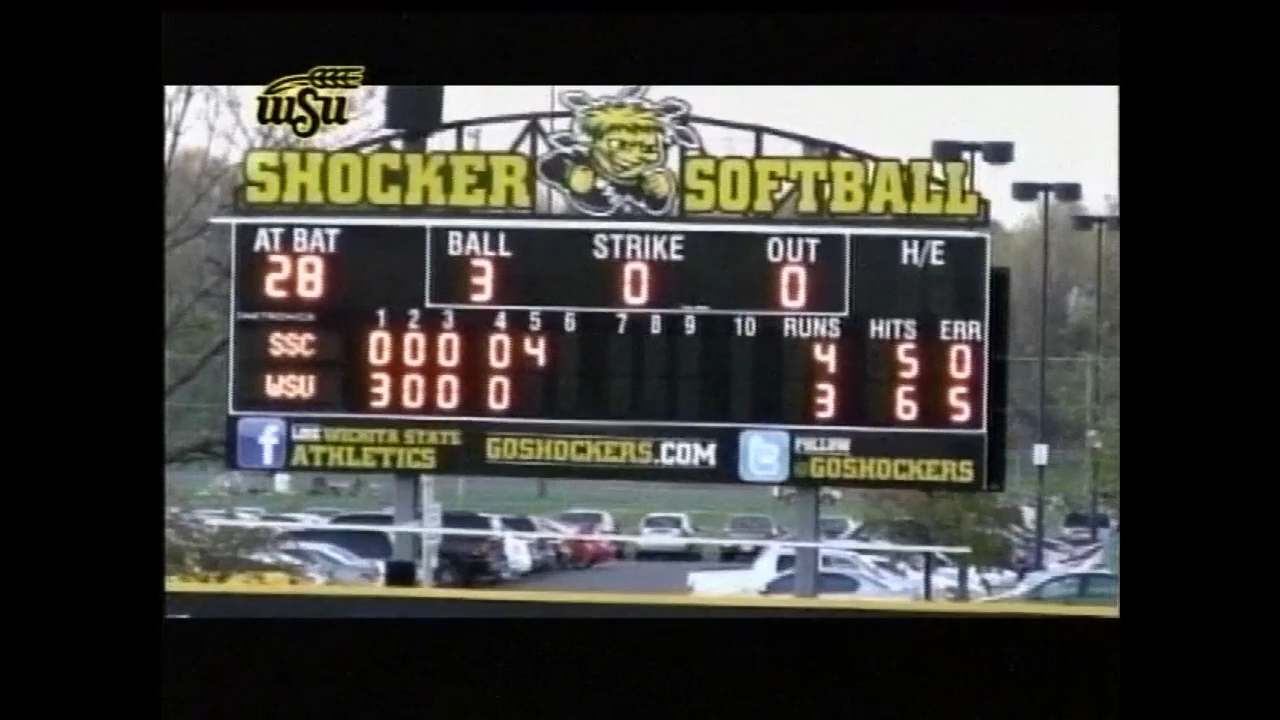 WSU
SHOCKER SOFTBALL
AT BAT BALL STRIKE OUT H/E
28 3 0 0
1 2 3 4 5 6 7 8 9 10 RUNS HITS ERR
SSC 0 0 0 0 4 4 5 0
WSU 3 0 0 0 3 6 5
f LIKE WICHITA STATE
ATHLETICS
GOSHOCKERS.COM
FOLLOW
@GOSHOCKERS